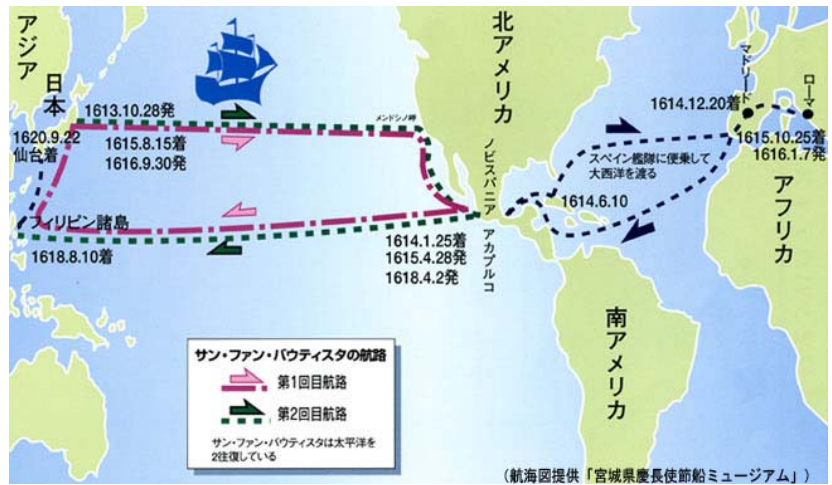 アジア
日本
北アメリカ
マドリード
ローマ
1613.10.28発
メンドシノ岬
1614.12.20着
1620.9.22
仙台着
1615.8.15着
1616.9.30発
ノビスパニア
スペイン艦隊に便乗して
大西洋を渡る
1615.10.25着
1616.1.7発
アフリカ
フィリピン諸島
1614.6.10
1618.8.10着
1614.1.25着
1615.4.28発
1618.4.2発
アカプルコ
南アメリカ
サン・ファン・バウティスタの航路
第1回目航路
第2回目航路
サン・ファン・バウティスタは太平洋を
2往復している
(航海図提供「宮城県慶長使節船ミュージアム」)